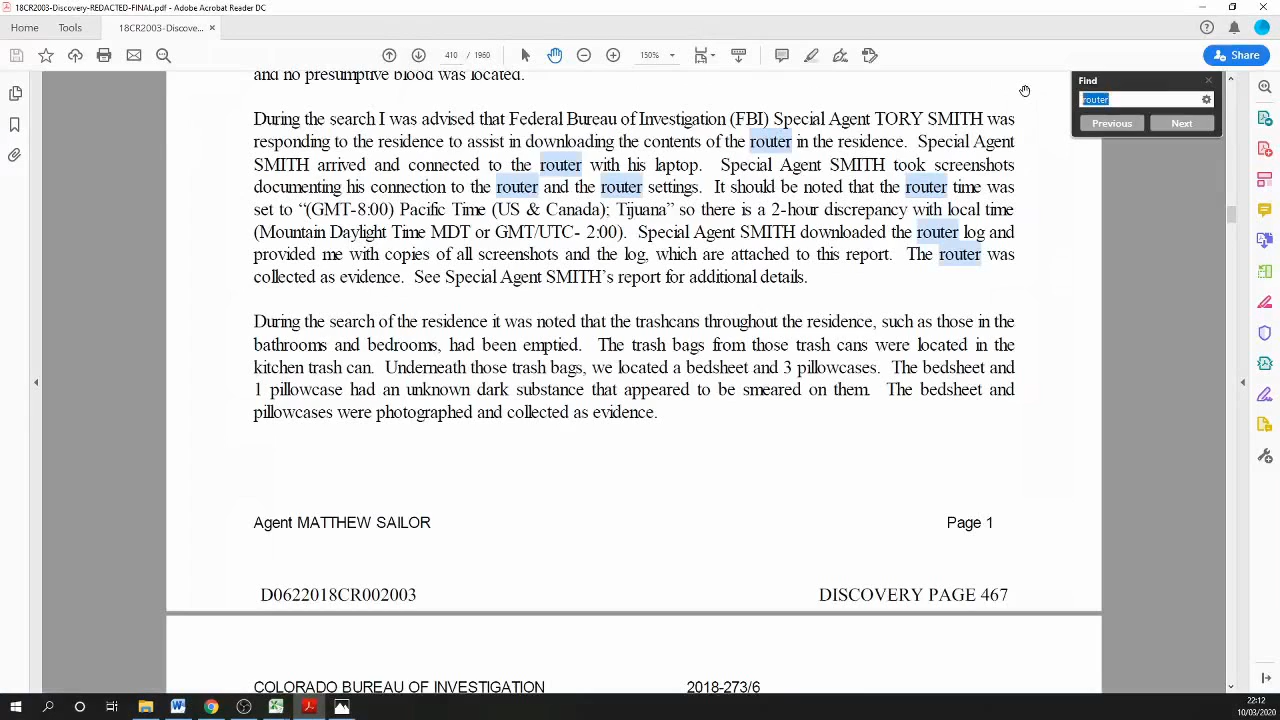 18CR2003-Discovery-REDACTED-FINAL.pdf - Adobe Acrobat Reader DC
Home Tools 18CR2003-Discove... ×
410 / 1960 150% Share
Find
router
Previous Next
and no presumptive blood was located.
During the search I was advised that Federal Bureau of Investigation (FBI) Special Agent TORY SMITH was
responding to the residence to assist in downloading the contents of the router in the residence. Special Agent
SMITH arrived and connected to the router with his laptop. Special Agent SMITH took screenshots
documenting his connection to the router and the router settings. It should be noted that the router time was
set to “(GMT-8:00) Pacific Time (US & Canada); Tijuana” so there is a 2-hour discrepancy with local time
(Mountain Daylight Time MDT or GMT/UTC- 2:00). Special Agent SMITH downloaded the router log and
provided me with copies of all screenshots and the log, which are attached to this report. The router was
collected as evidence. See Special Agent SMITH’s report for additional details.
During the search of the residence it was noted that the trashcans throughout the residence, such as those in the
bathrooms and bedrooms, had been emptied. The trash bags from those trash cans were located in the
kitchen trash can. Underneath those trash bags, we located a bedsheet and 3 pillowcases. The bedsheet and
1 pillowcase had an unknown dark substance that appeared to be smeared on them. The bedsheet and
pillowcases were photographed and collected as evidence.
Agent MATTHEW SAILOR Page 1
D0622018CR002003 DISCOVERY PAGE 467
COLORADO BUREAU OF INVESTIGATION 2018-273/6
22:12
10/03/2020